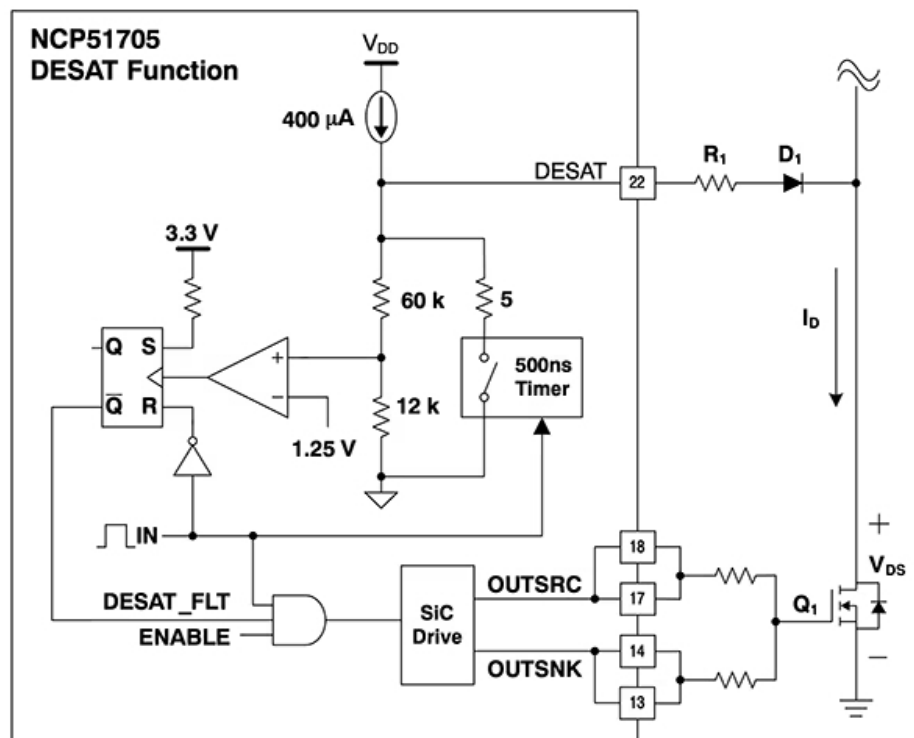 NCP51705
DESAT Function
VDD
400 μA
DESAT
22
R1
D1
3.3 V
60 k
5
ID
Q S
500ns
Timer
+
Q̅ R
−
12 k
1.25 V
IN
18
+
OUTSRC
VDS
DESAT_FLT
17
SiC
Drive
Q1
ENABLE
14
−
OUTSNK
13